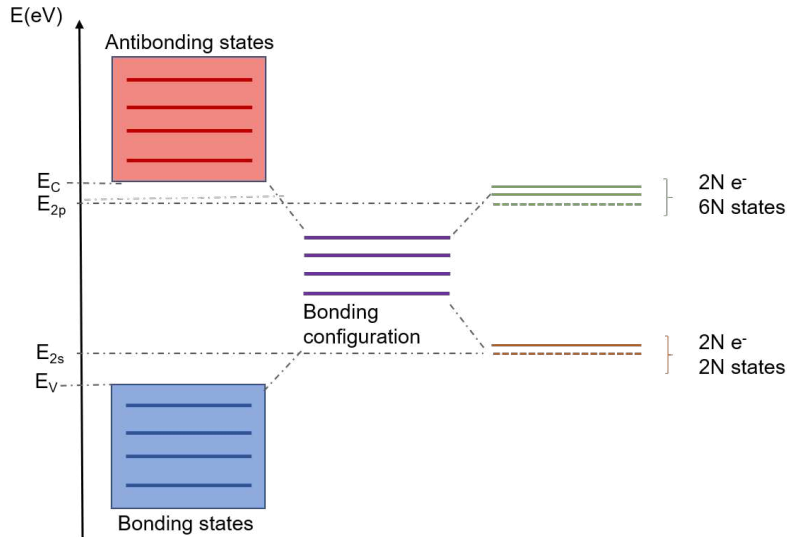 E(eV)
Antibonding states
E_C
E_2p
2N e⁻
6N states
Bonding
configuration
E_2s
E_V
2N e⁻
2N states
Bonding states